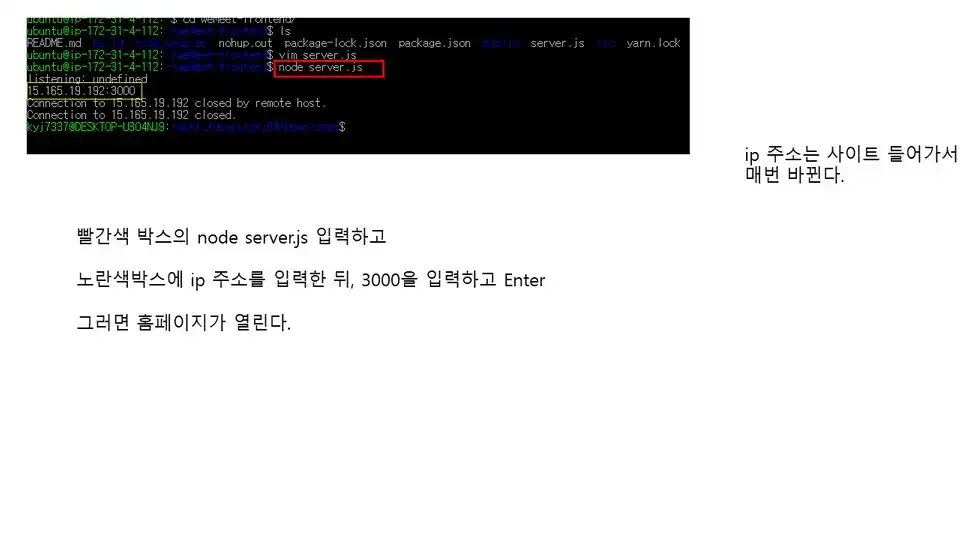 ubuntu@ip-172-31-4-112: $ cd weMeet-frontend/
ubuntu@ip-172-31-4-112: ~/weMeet-frontend$ ls
README.md build node_modules nohup.out package-lock.json package.json public server.js src yarn.lock
ubuntu@ip-172-31-4-112: ~/weMeet-frontend$ vim server.js
ubuntu@ip-172-31-4-112: ~/weMeet-frontend$ node server.js
listening: undefined
15.165.19.192:3000
Connection to 15.165.19.192 closed by remote host.
Connection to 15.165.19.192 closed.
kyj7337@DESKTOP-U3O4NJ9: $
ip 주소는 사이트 들어가서
매번 바뀐다.
빨간색 박스의 node server.js 입력하고
노란색박스에 ip 주소를 입력한 뒤, 3000을 입력하고 Enter
그러면 홈페이지가 열린다.